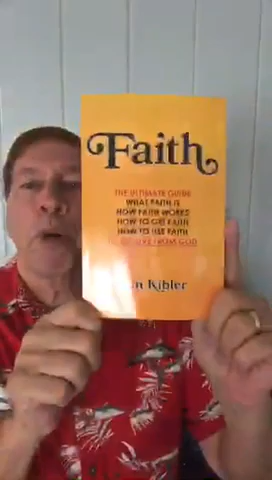 Faith
THE ULTIMATE GUIDE
WHAT FAITH IS
HOW FAITH WORKS
HOW TO GET FAITH
HOW TO USE FAITH
FROM GOD
Kibler